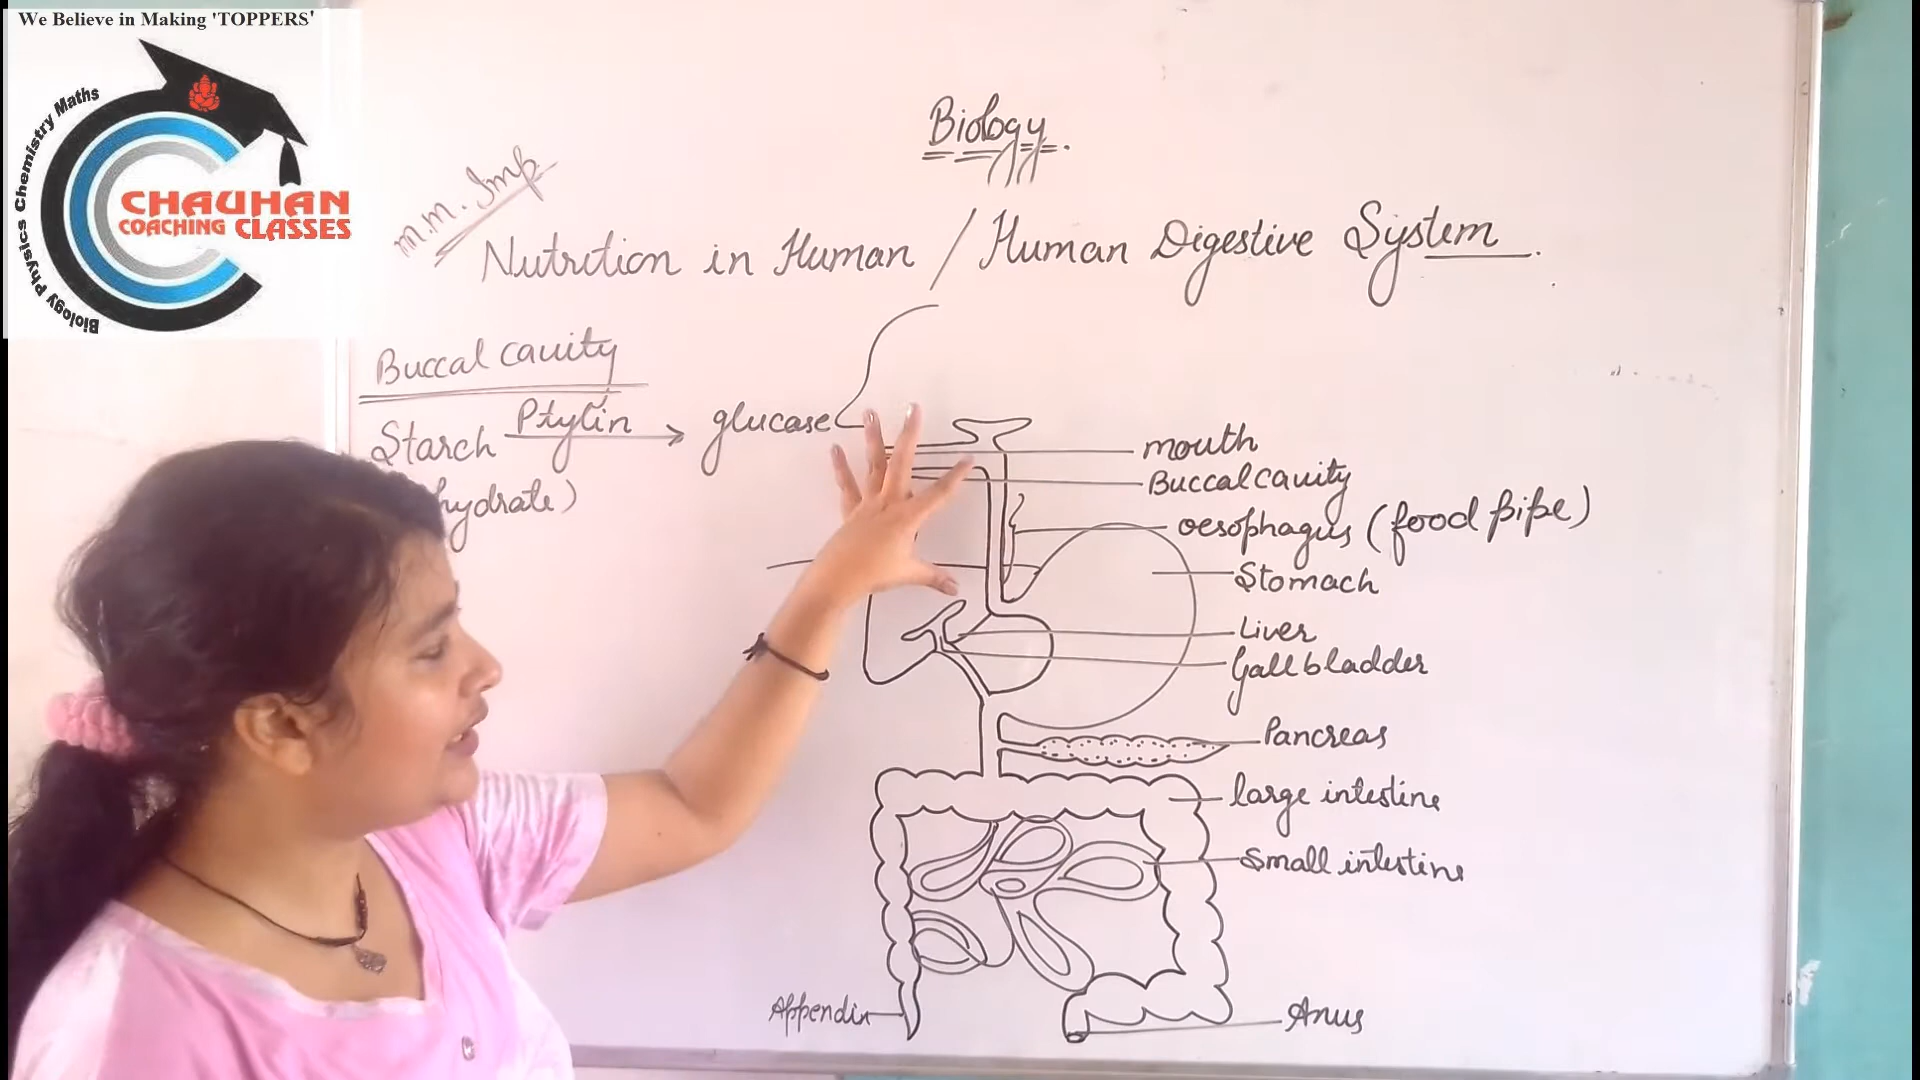 We Believe in Making 'TOPPERS'
Biology Physics Chemistry Maths
CHAUHAN
COACHING CLASSES
Biology.
M.M. Imp
Nutrition in Human / Human Digestive System.
Buccal cavity
Starch Ptylin → glucase
hydrate)
mouth
Buccal cavity
oesophagus (food pipe)
Stomach
Liver
Gall bladder
Pancreas
large intestine
Small intestine
Appendix
Anus